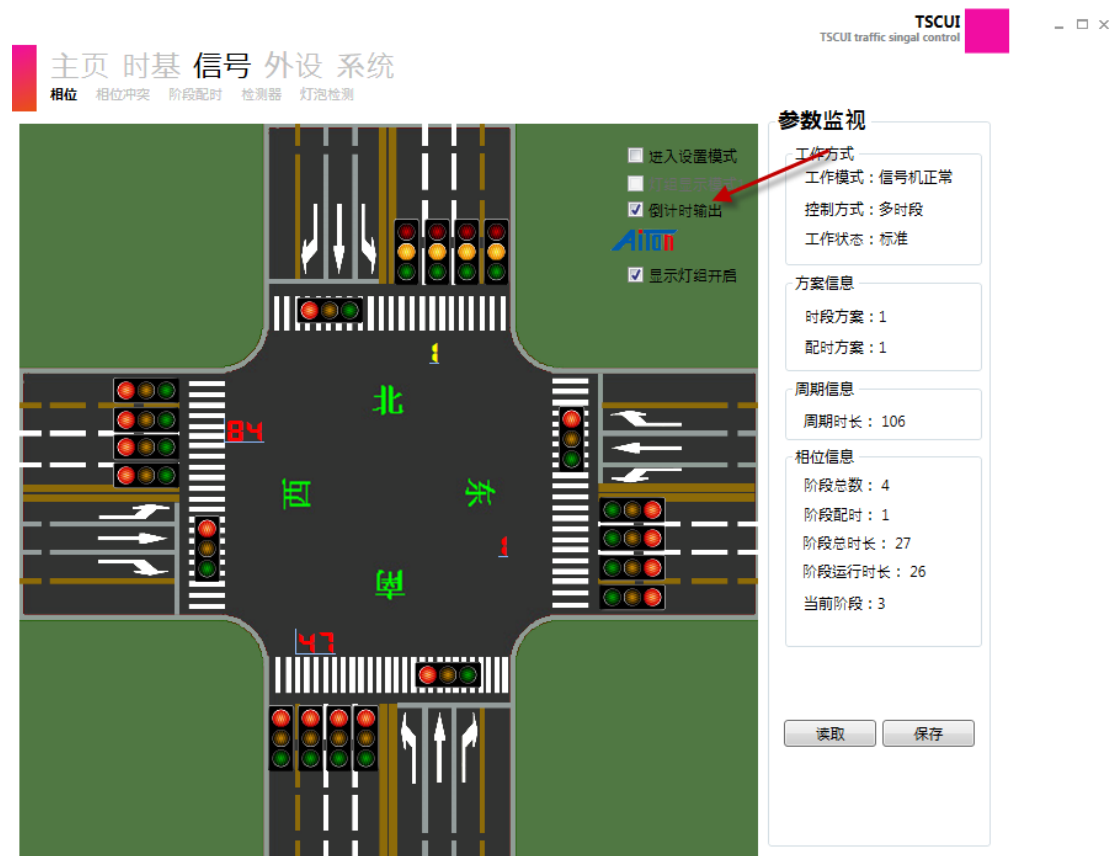 TSCUI
TSCUI traffic singal control
主页 时基 信号 外设 系统
相位 相位冲突 阶段配时 检测器 灯泡检测
进入设置模式
倒计时输出
AiTon
显示灯组开启
1
北
84
西
东
1
南
47
参数监视
工作方式
工作模式：信号机正常
控制方式：多时段
工作状态：标准
方案信息
时段方案：1
配时方案：1
周期信息
周期时长： 106
相位信息
阶段总数： 4
阶段配时： 1
阶段总时长： 27
阶段运行时长： 26
当前阶段：3
读取
保存